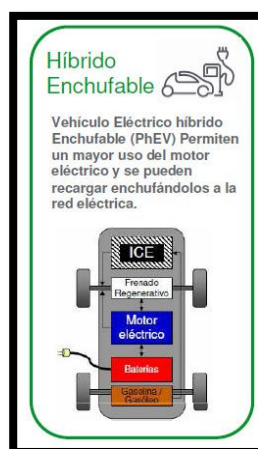 Híbrido
Enchufable
Vehículo Eléctrico híbrido
Enchufable (PhEV) Permiten
un mayor uso del motor
eléctrico y se pueden
recargar enchufándolos a la
red eléctrica.
ICE
Frenado
Regenerativo
Motor
eléctrico
Baterías
Gasolina /
Gasóleo